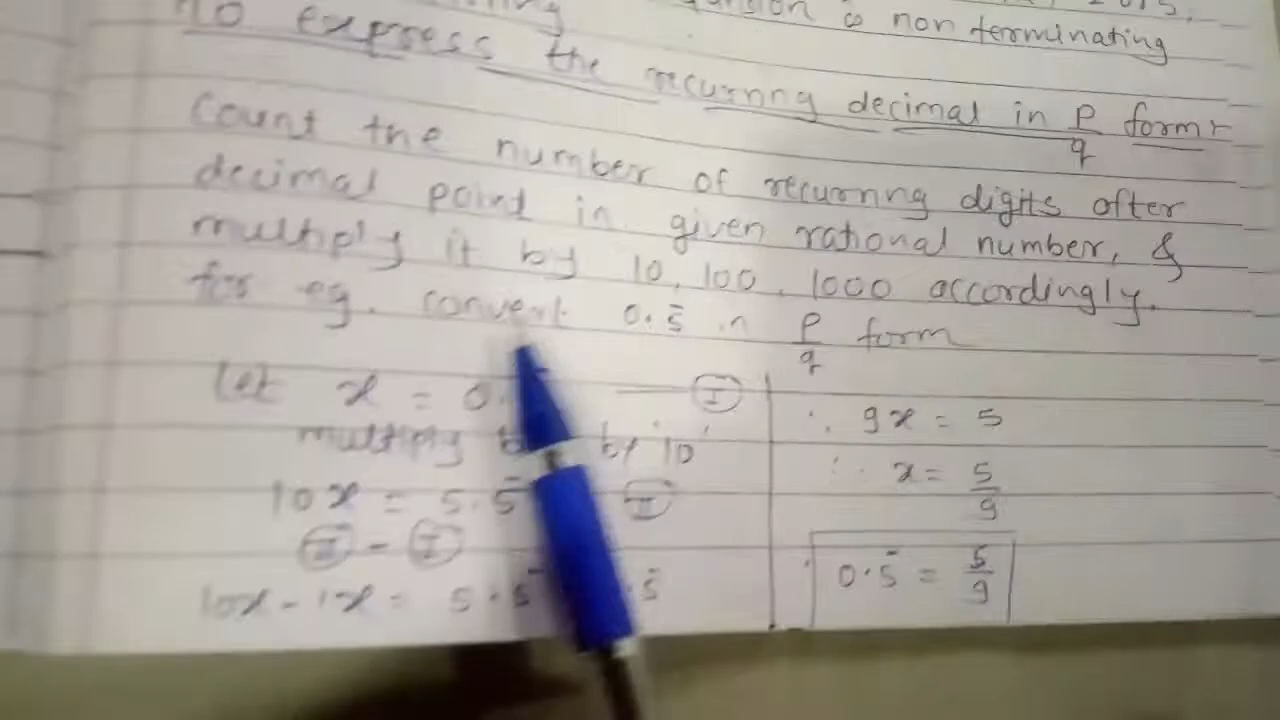 is non terminating
To express the recurring decimal in p/q form:
Count the number of recurring digits after
decimal point in given rational number, &
multiply it by 10, 100, 1000 accordingly.
for eg. convert 0.5̄ in p/q form
Let x = 0. —— (I)
multiply by 10
10x = 5.5̄ (II)
(II) - (I)
10x - 1x = 5.5̄ .5̄
∴ 9x = 5
∴ x = 5/9
0.5̄ = 5/9